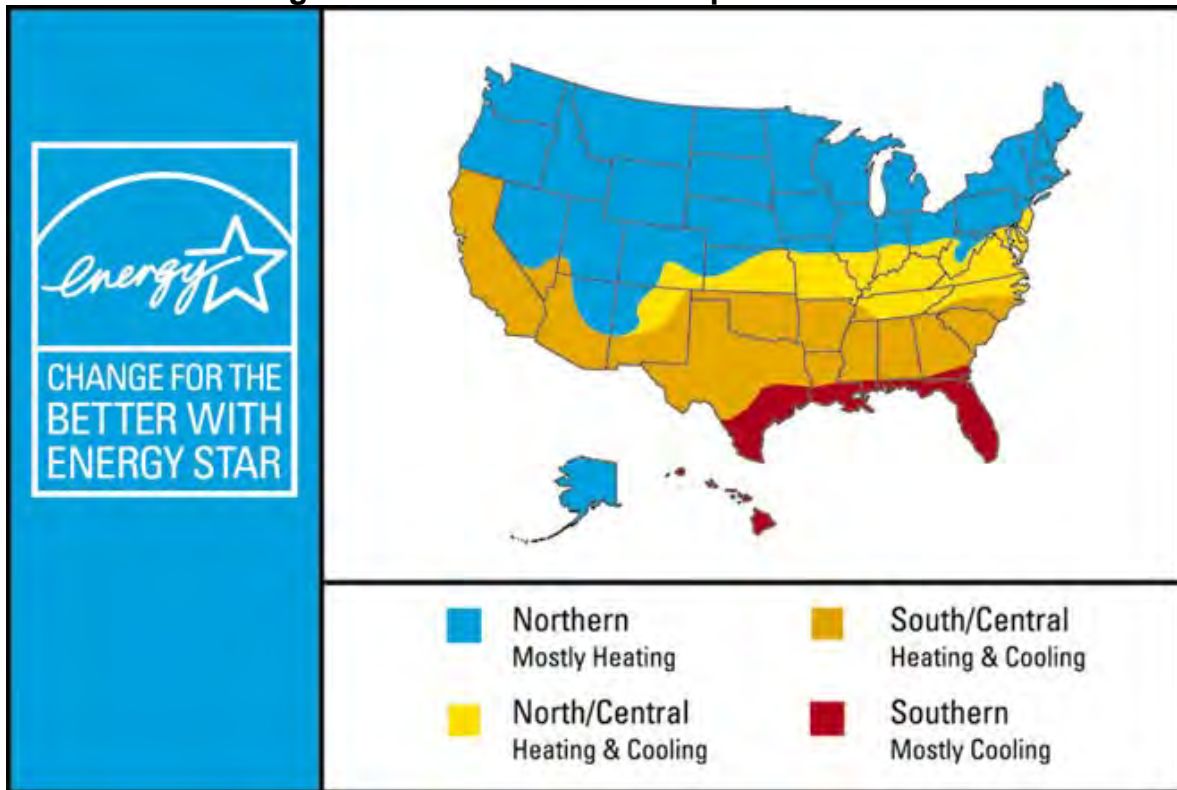 energy
CHANGE FOR THE
BETTER WITH
ENERGY STAR
Northern
Mostly Heating
North/Central
Heating & Cooling
South/Central
Heating & Cooling
Southern
Mostly Cooling